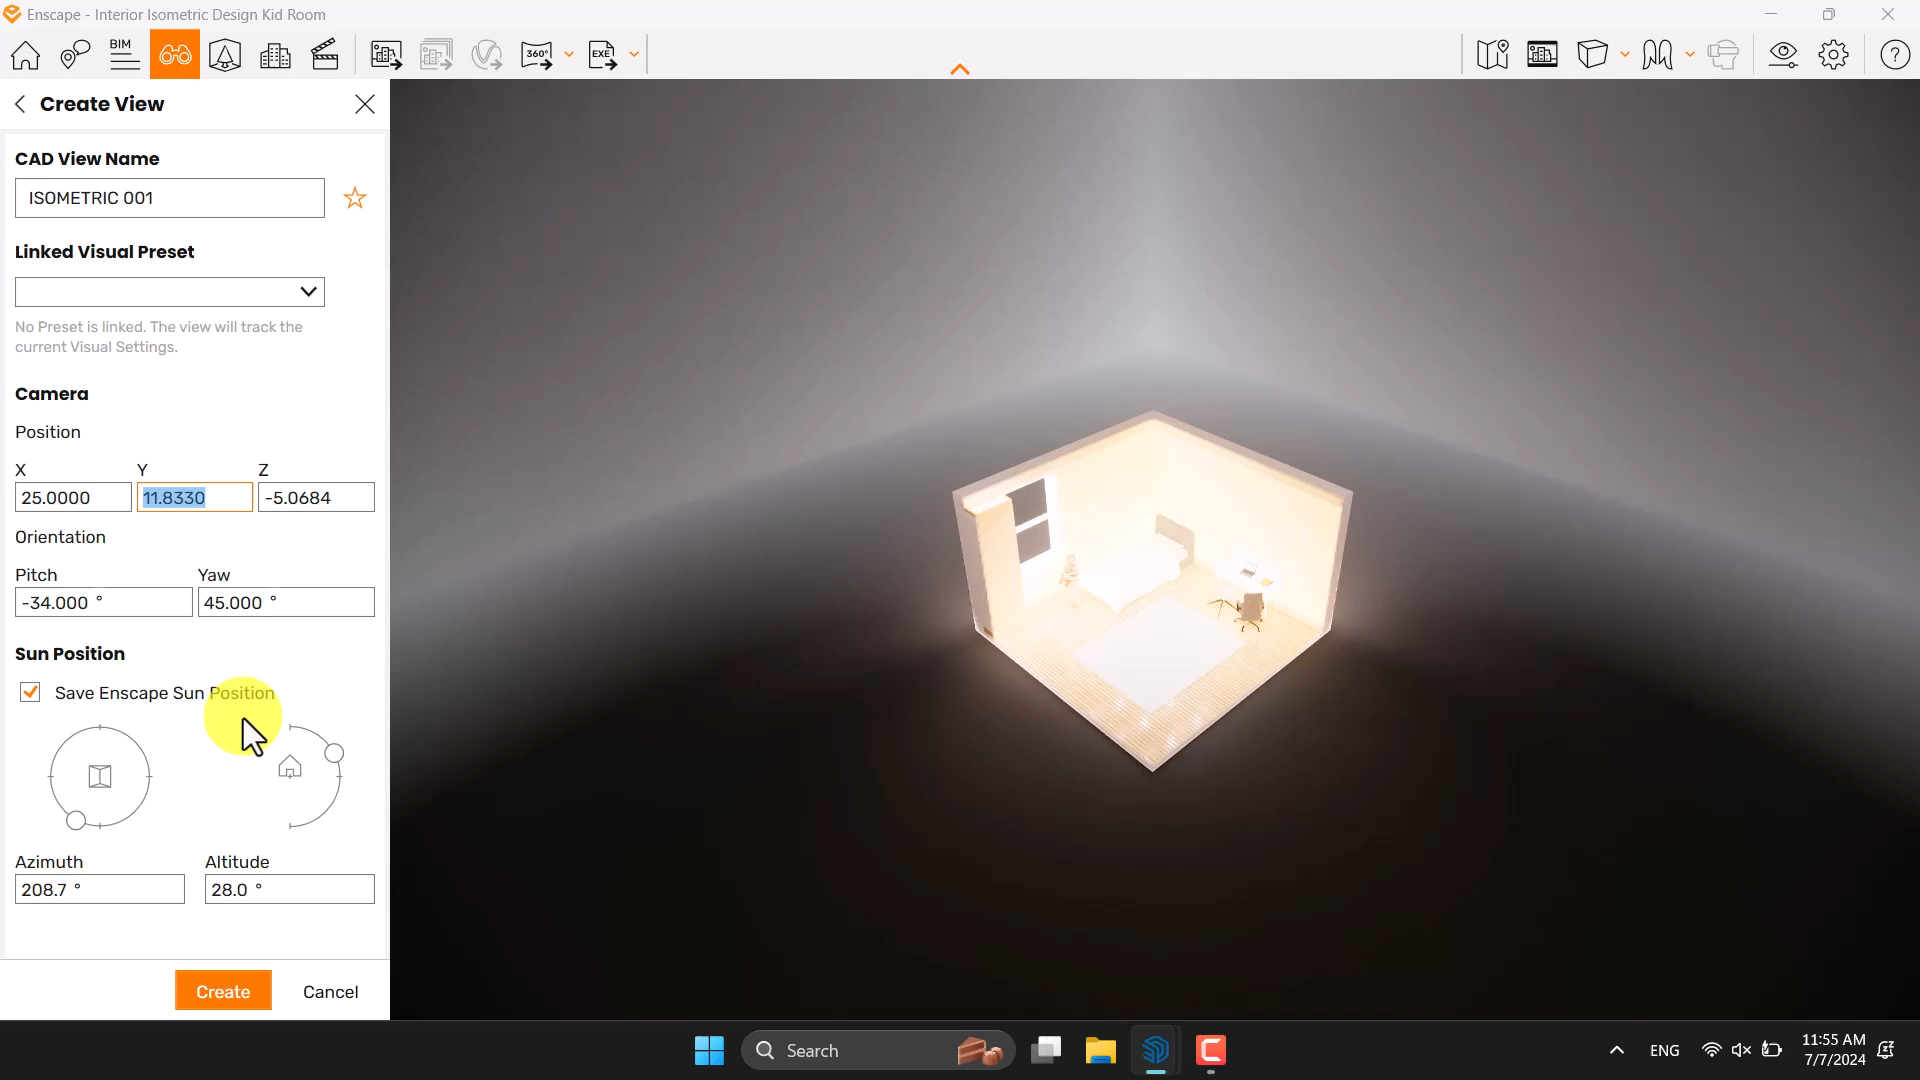 Enscape - Interior Isometric Design Kid Room
BIM
360°
EXE
?
Create View
CAD View Name
ISOMETRIC 001
Linked Visual Preset
No Preset is linked. The view will track the
current Visual Settings.
Camera
Position
X Y Z
25.0000 11.8330 -5.0684
Orientation
Pitch Yaw
-34.000 ° 45.000 °
Sun Position
Save Enscape Sun Position
Azimuth Altitude
208.7 ° 28.0 °
Create Cancel
Search
ENG
11:55 AM
7/7/2024